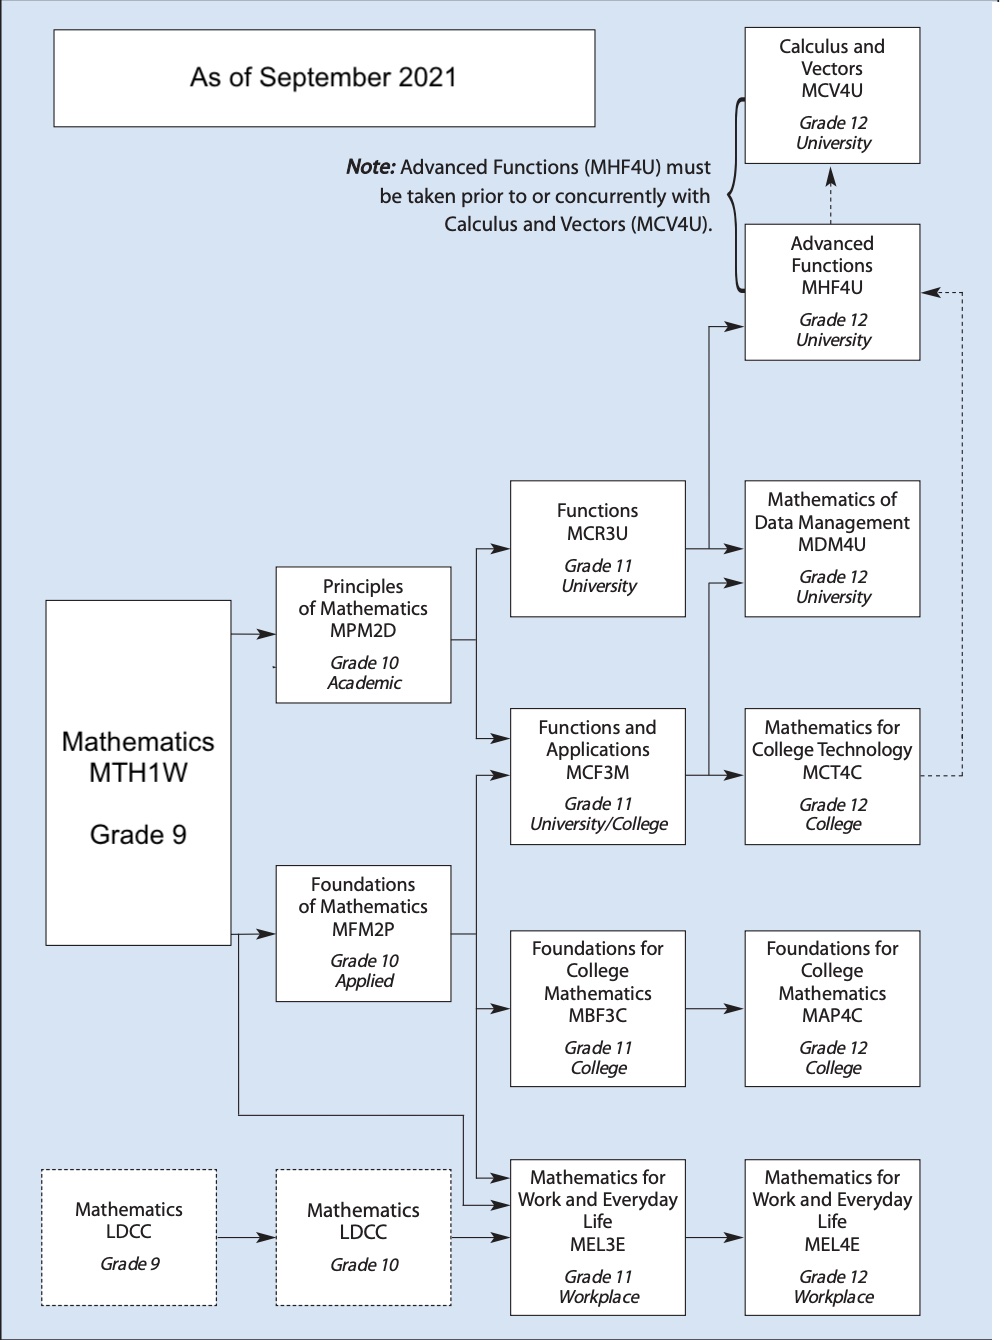 As of September 2021
Calculus and
Vectors
MCV4U
Grade 12
University
Note: Advanced Functions (MHF4U) must
be taken prior to or concurrently with
Calculus and Vectors (MCV4U).
Advanced
Functions
MHF4U
Grade 12
University
Functions
MCR3U
Grade 11
University
Mathematics of
Data Management
MDM4U
Grade 12
University
Principles
of Mathematics
MPM2D
Grade 10
Academic
Mathematics
MTH1W
Grade 9
Functions and
Applications
MCF3M
Grade 11
University/College
Mathematics for
College Technology
MCT4C
Grade 12
College
Foundations
of Mathematics
MFM2P
Grade 10
Applied
Foundations for
College
Mathematics
MBF3C
Grade 11
College
Foundations for
College
Mathematics
MAP4C
Grade 12
College
Mathematics
LDCC
Grade 9
Mathematics
LDCC
Grade 10
Mathematics for
Work and Everyday
Life
MEL3E
Grade 11
Workplace
Mathematics for
Work and Everyday
Life
MEL4E
Grade 12
Workplace